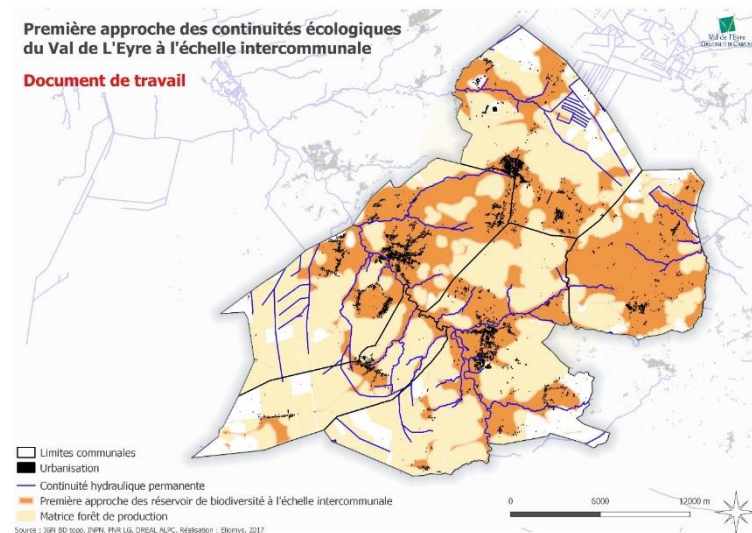 Première approche des continuités écologiques
du Val de L'Eyre à l'échelle intercommunale
Document de travail
Val de l'Eyre
Limites communales
Urbanisation
Continuité hydraulique permanente
Première approche des réservoir de biodiversité à l'échelle intercommunale
Matrice forêt de production
0 6000 12000 m
Source : IGN BD topo, INPN, PNR LG, DREAL ALPC. Réalisation : Eliomys, 2017